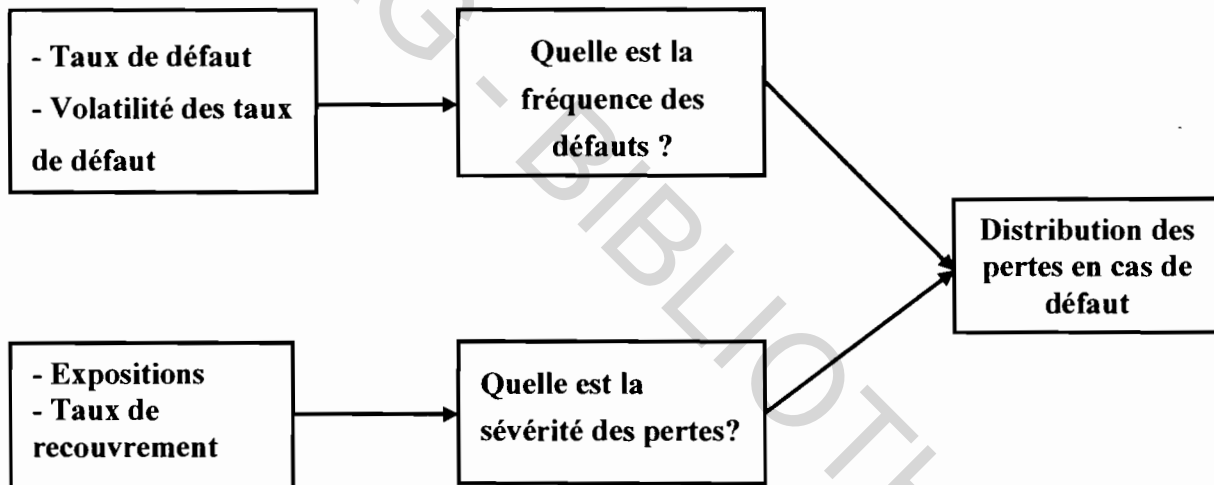 - Taux de défaut
- Volatilité des taux
de défaut
Quelle est la
fréquence des
défauts ?
Distribution des
pertes en cas de
défaut
- Expositions
- Taux de
recouvrement
Quelle est la
sévérité des pertes?
G - BIBLIOTH